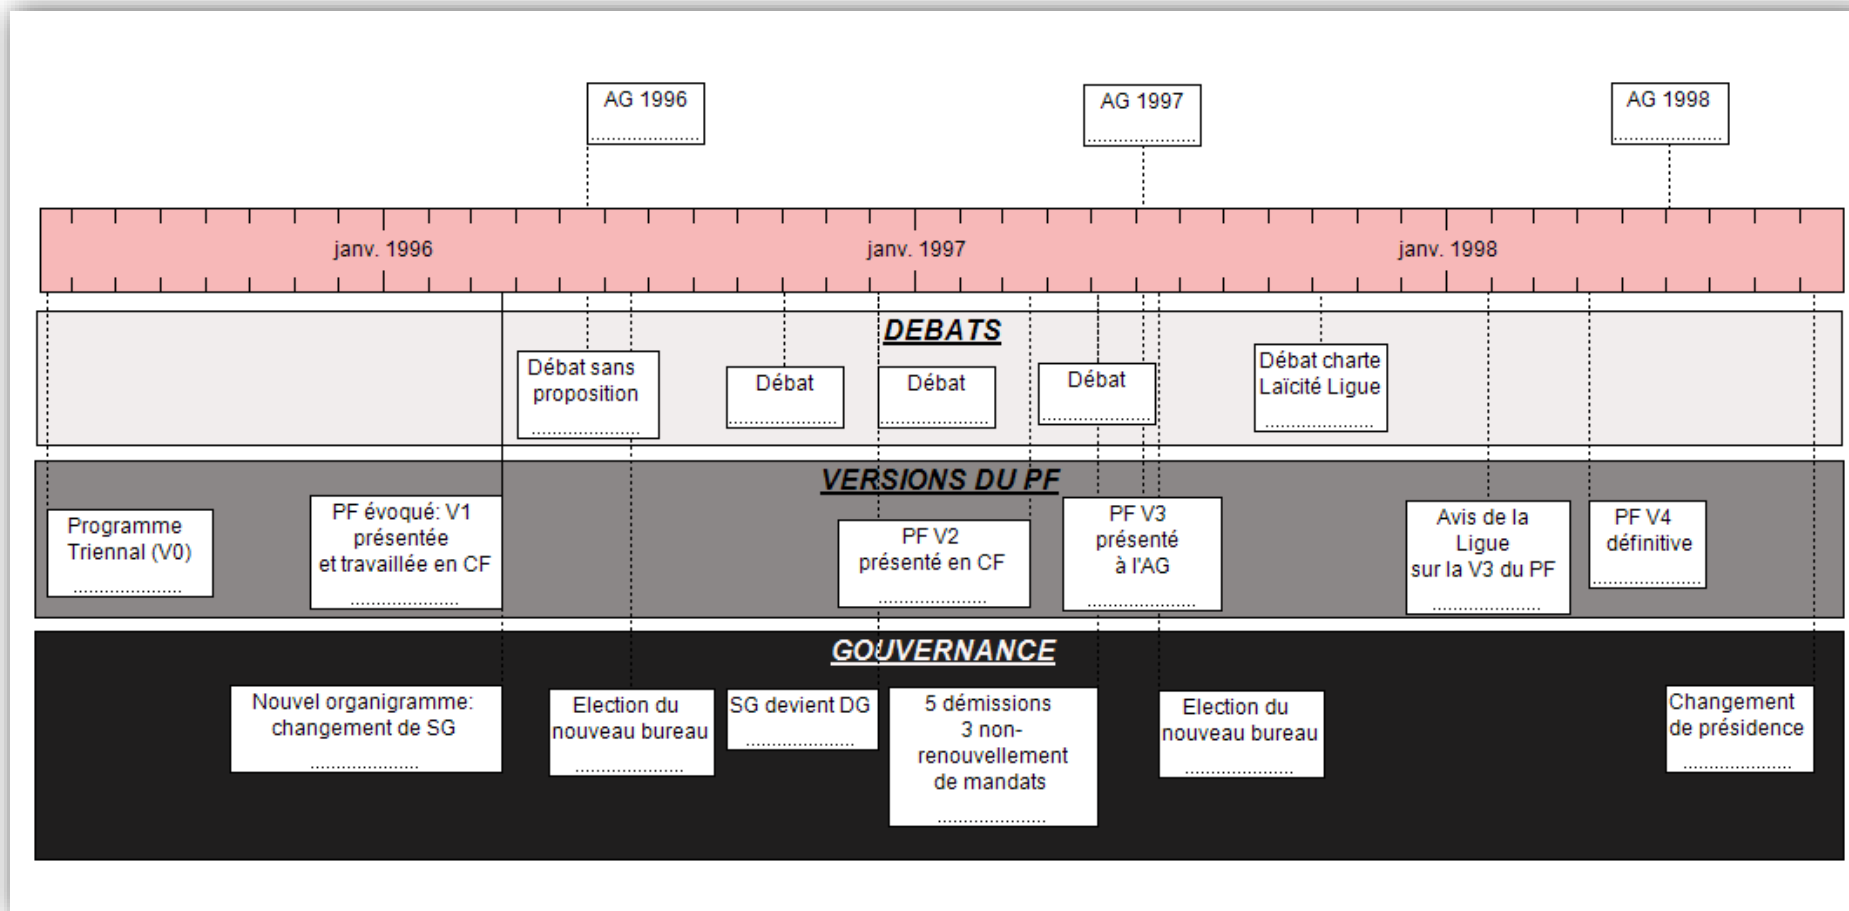 AG 1996
AG 1997
AG 1998
janv. 1996
janv. 1997
janv. 1998
DEBATS
Débat sans
proposition
Débat
Débat
Débat
Débat charte
Laïcité Ligue
VERSIONS DU PF
Programme
Triennal (V0)
PF évoqué: V1
présentée
et travaillée en CF
PF V2
présenté en CF
PF V3
présenté
à l'AG
Avis de la
Ligue
sur la V3 du PF
PF V4
définitive
GOUVERNANCE
Nouvel organigramme:
changement de SG
Election du
nouveau bureau
SG devient DG
5 démissions
3 non-
renouvellement
de mandats
Election du
nouveau bureau
Changement
de présidence